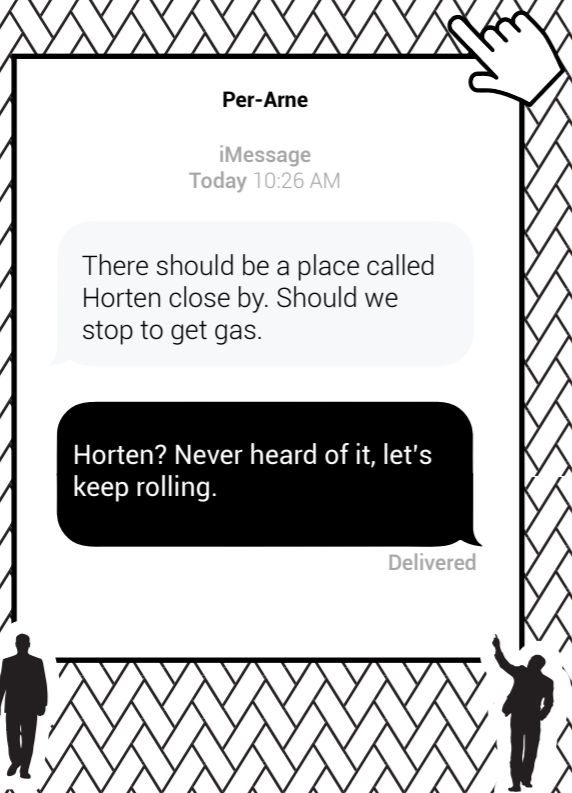 Per-Arne
iMessage
Today 10:26 AM
There should be a place called
Horten close by. Should we
stop to get gas.
Horten? Never heard of it, let's
keep rolling.
Delivered